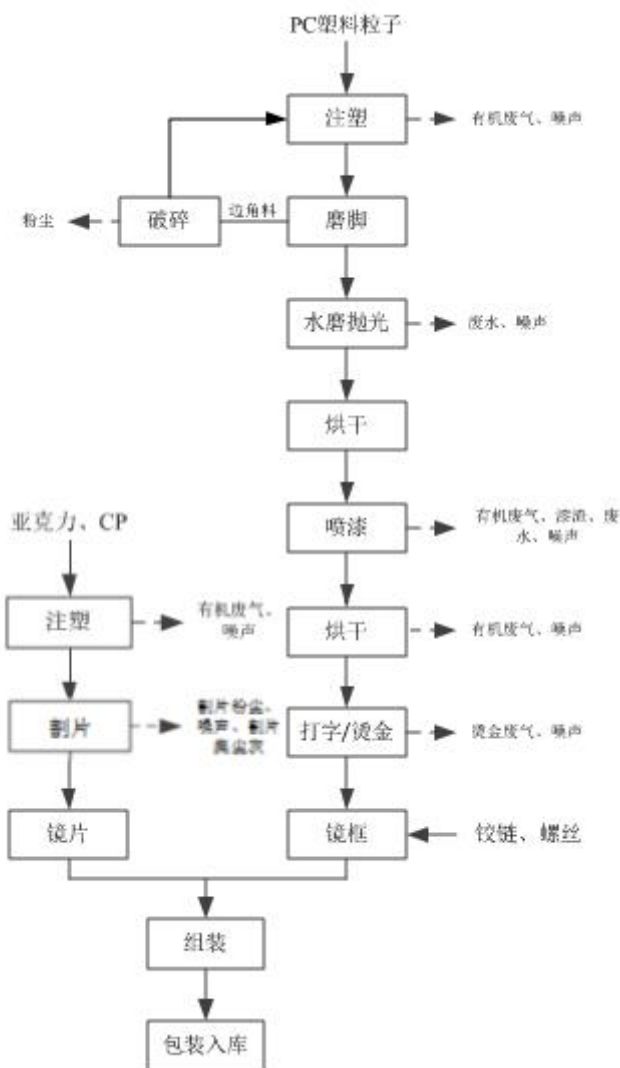 PC塑料粒子
注塑
有机废气、噪声
粉尘
破碎
边角料
磨脚
水磨抛光
废水、噪声
烘干
亚克力、CP
喷漆
有机废气、漆渣、废
水、噪声
注塑
有机废气、
噪声
烘干
有机废气、噪声
割片
割片粉尘、
噪声、割片
集尘灰
打字/烫金
烫金废气、噪声
镜片
镜框
铰链、螺丝
组装
包装入库